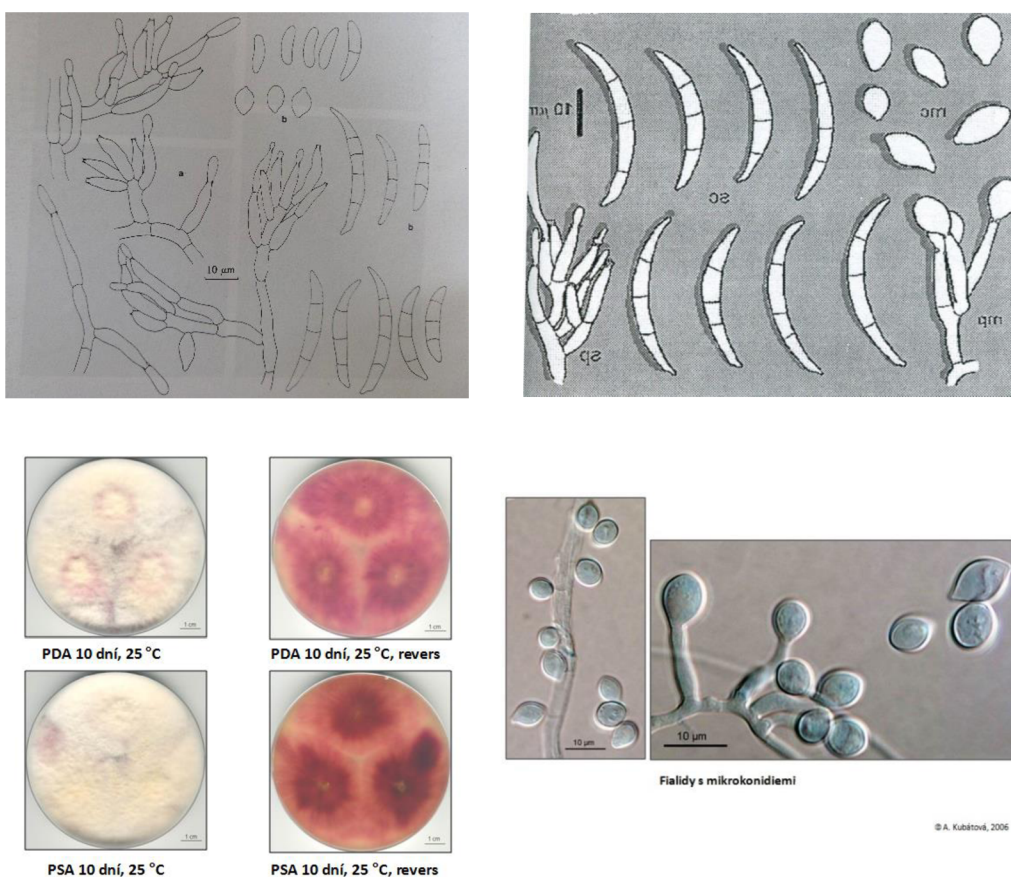 a
b
b
10 µm
10 µm
mc
sc
sp
mp
1 cm
1 cm
PDA 10 dní, 25 °C
PDA 10 dní, 25 °C, revers
1 cm
1 cm
PSA 10 dní, 25 °C
PSA 10 dní, 25 °C, revers
10 µm
10 µm
Fialidy s mikrokonidiemi
© A. Kubátová, 2006